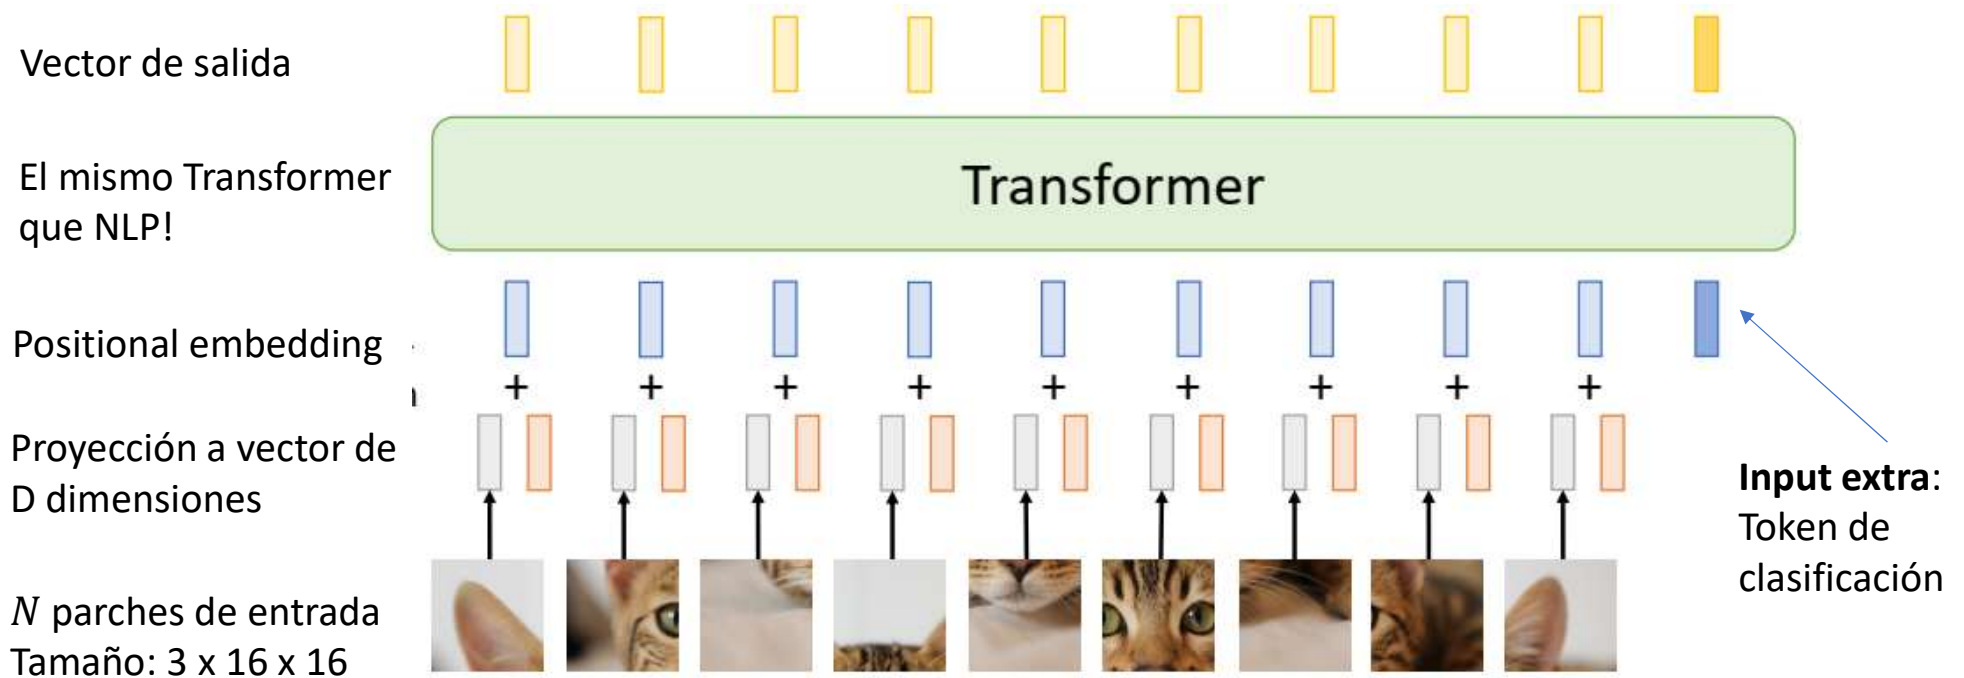 Vector de salida
El mismo Transformer
que NLP!
Transformer
Positional embedding
+ + + + + + + + +
Proyección a vector de
D dimensiones
Input extra:
Token de
clasificación
N parches de entrada
Tamaño: 3 x 16 x 16